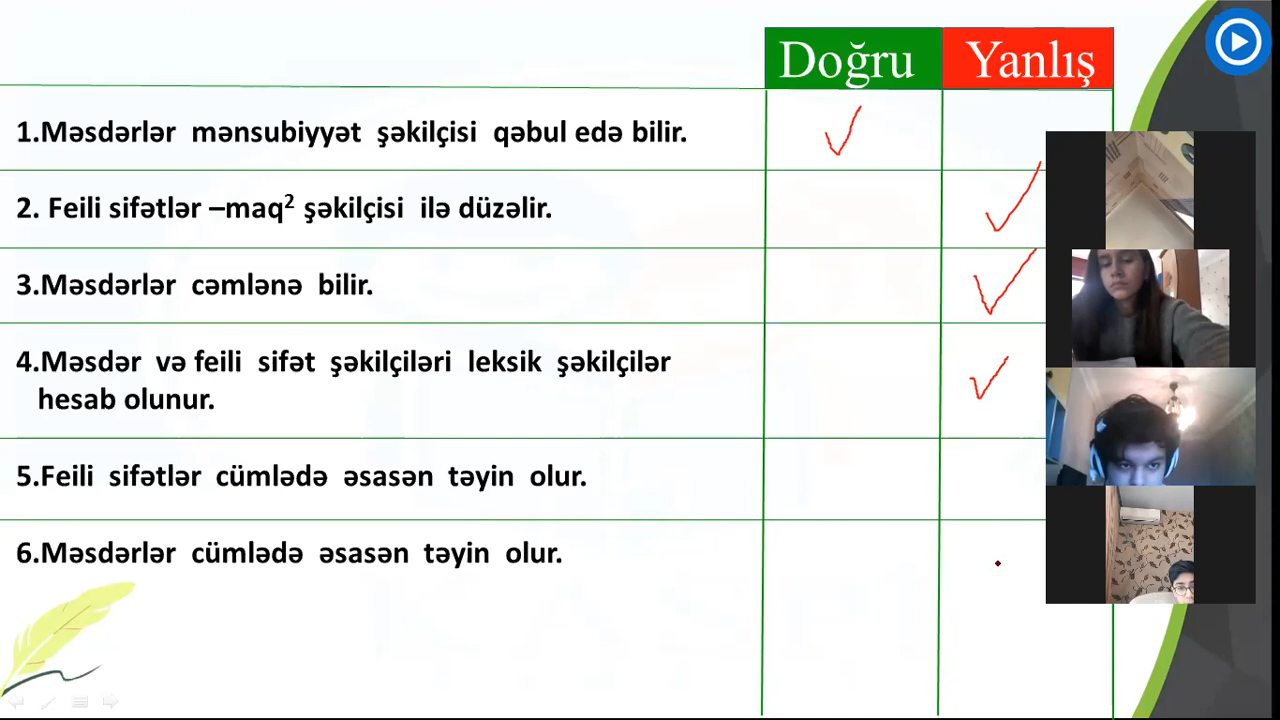 Doğru Yanlış
1.Məsdərlər mənsubiyyət şəkilçisi qəbul edə bilir.
2. Feili sifətlər –maq² şəkilçisi ilə düzəlir.
3.Məsdərlər cəmlənə bilir.
4.Məsdər və feili sifət şəkilçiləri leksik şəkilçilər
hesab olunur.
5.Feili sifətlər cümlədə əsasən təyin olur.
6.Məsdərlər cümlədə əsasən təyin olur.